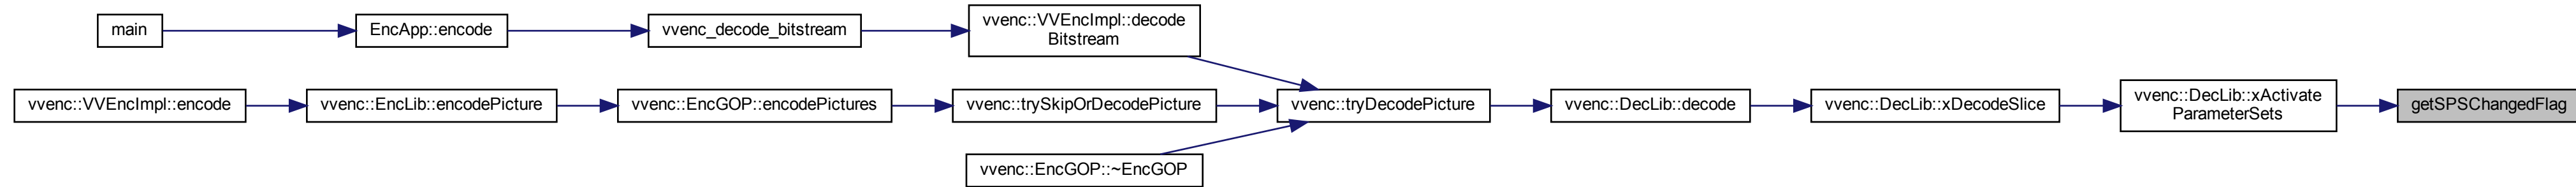 main
EncApp::encode
vvenc_decode_bitstream
vvenc::VVEncImpl::decode
Bitstream
vvenc::VVEncImpl::encode
vvenc::EncLib::encodePicture
vvenc::EncGOP::encodePictures
vvenc::trySkipOrDecodePicture
vvenc::tryDecodePicture
vvenc::DecLib::decode
vvenc::DecLib::xDecodeSlice
vvenc::DecLib::xActivate
ParameterSets
getSPSChangedFlag
vvenc::EncGOP::~EncGOP